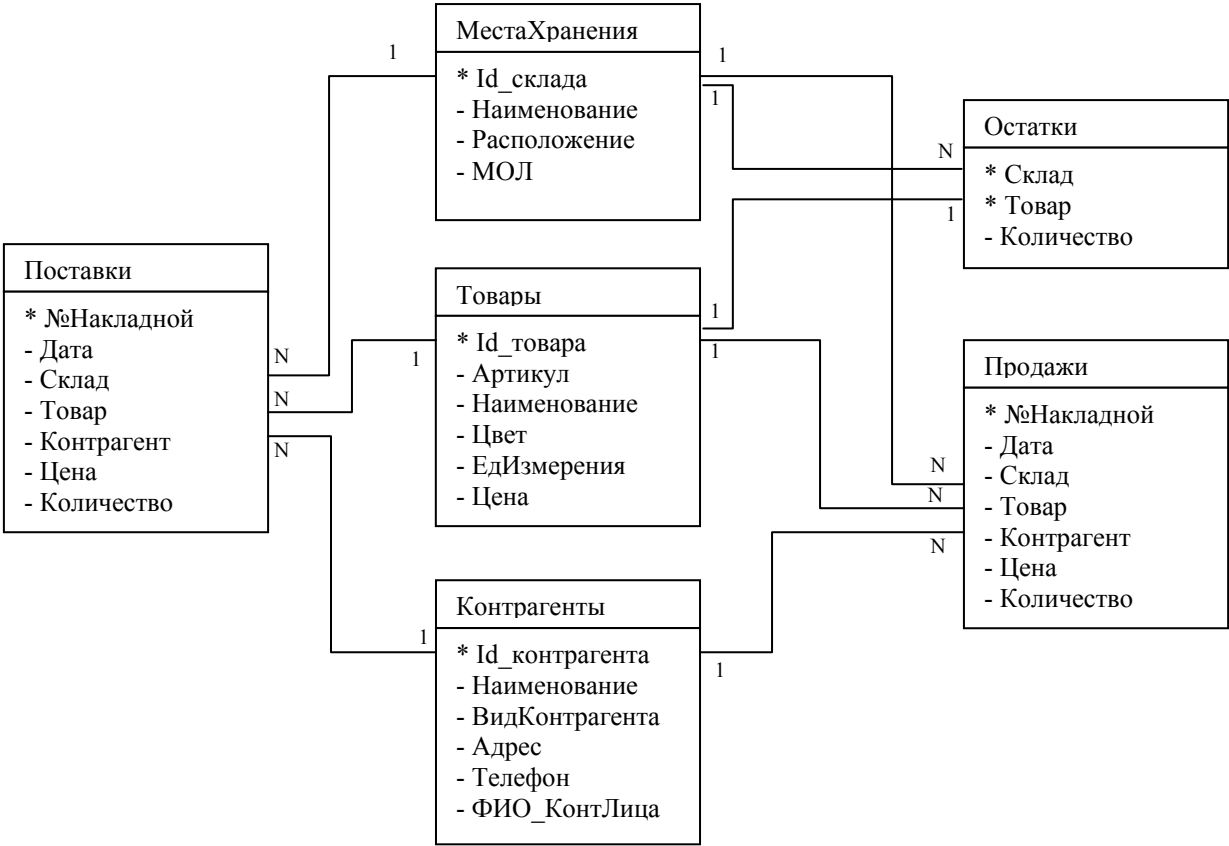 МестаХранения
* Id_склада
- Наименование
- Расположение
- МОЛ
Остатки
* Склад
* Товар
- Количество
Поставки
* №Накладной
- Дата
- Склад
- Товар
- Контрагент
- Цена
- Количество
Товары
* Id_товара
- Артикул
- Наименование
- Цвет
- ЕдИзмерения
- Цена
Продажи
* №Накладной
- Дата
- Склад
- Товар
- Контрагент
- Цена
- Количество
Контрагенты
* Id_контрагента
- Наименование
- ВидКонтрагента
- Адрес
- Телефон
- ФИО_КонтЛица
1
1
1
N
1
1
N
1
1
N
N
N
N
N
1
1